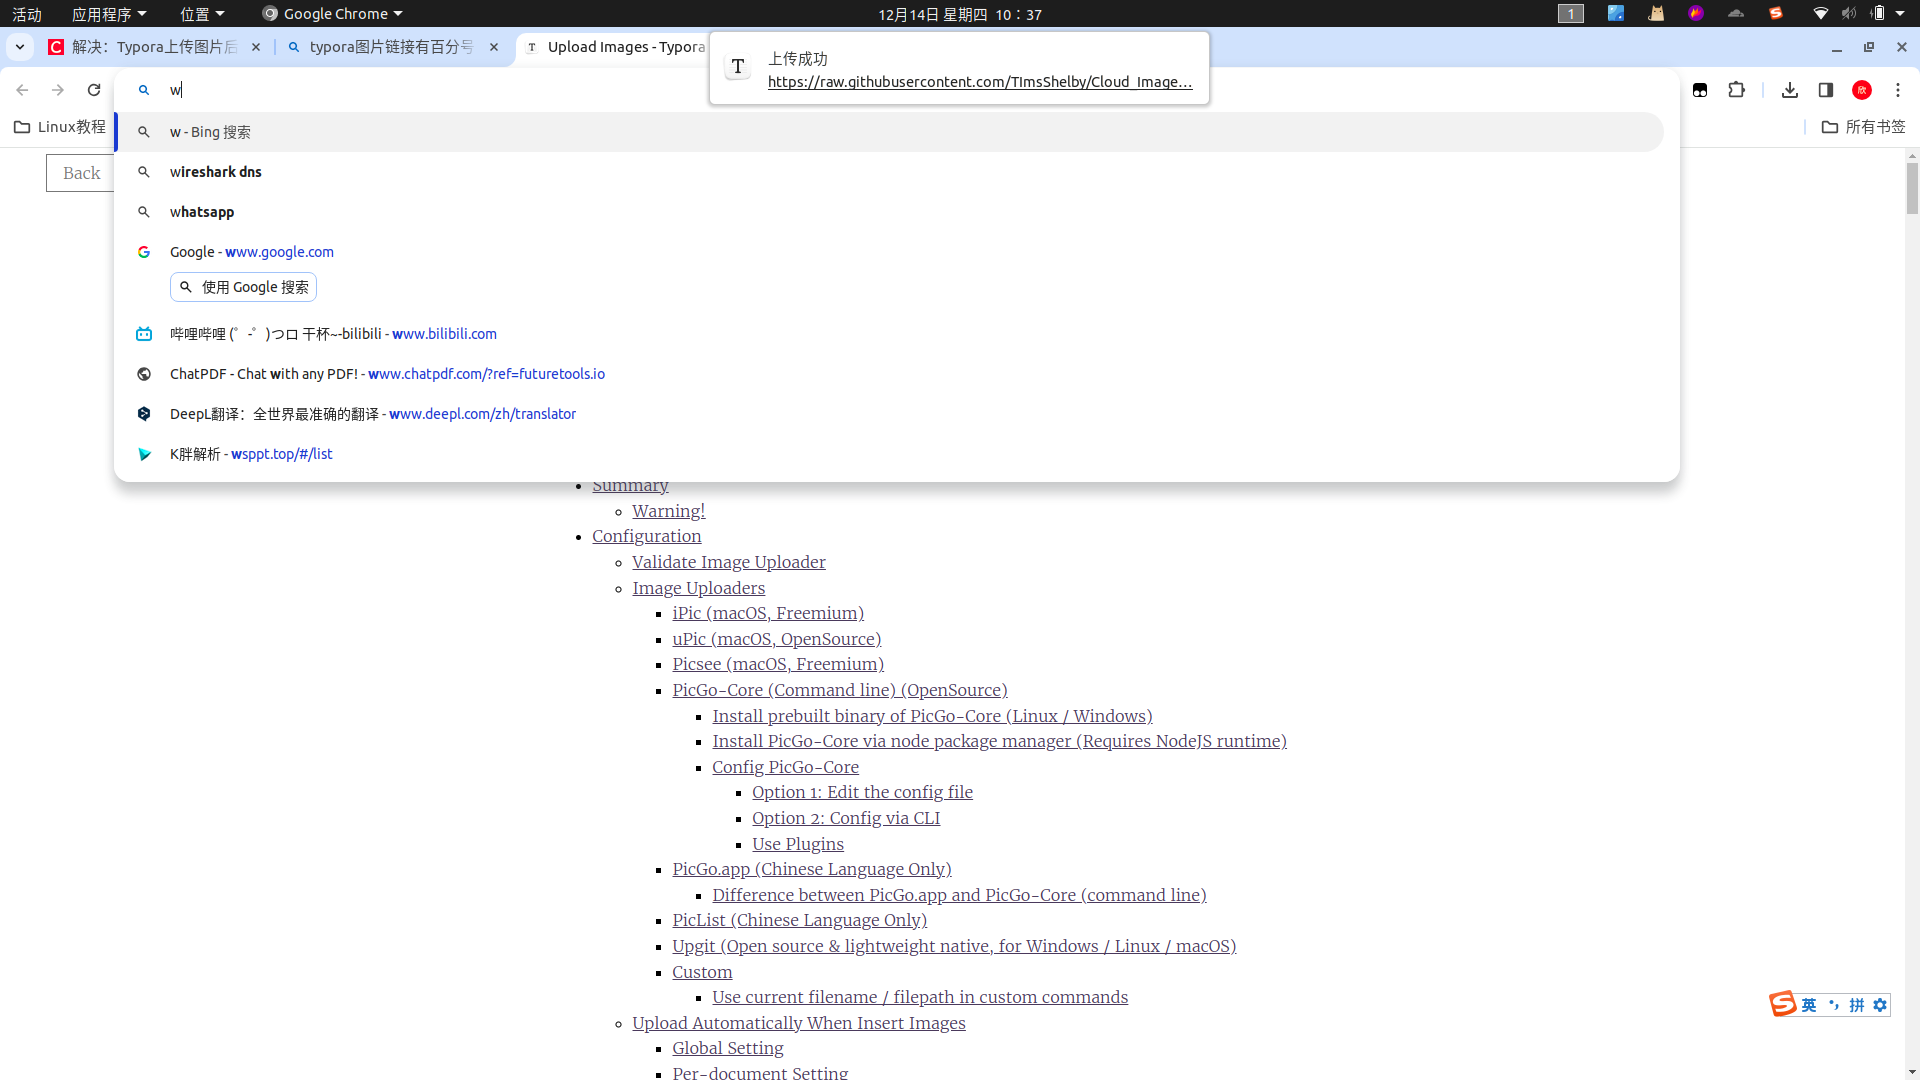 活动 应用程序 位置 Google Chrome 12月14日 星期四 10：37 1
解决：Typora上传图片后 typora图片链接有百分号 Upload Images - Typora
上传成功
https://raw.githubusercontent.com/TImsShelby/Cloud_Image...
w
欣
Linux教程 所有书签
Back
w - Bing 搜索
wireshark dns
whatsapp
Google - www.google.com
使用 Google 搜索
哔哩哔哩 (゜-゜)つロ 干杯~-bilibili - www.bilibili.com
ChatPDF - Chat with any PDF! - www.chatpdf.com/?ref=futuretools.io
DeepL翻译：全世界最准确的翻译 - www.deepl.com/zh/translator
K胖解析 - wsppt.top/#/list
Summary
Warning!
Configuration
Validate Image Uploader
Image Uploaders
iPic (macOS, Freemium)
uPic (macOS, OpenSource)
Picsee (macOS, Freemium)
PicGo-Core (Command line) (OpenSource)
Install prebuilt binary of PicGo-Core (Linux / Windows)
Install PicGo-Core via node package manager (Requires NodeJS runtime)
Config PicGo-Core
Option 1: Edit the config file
Option 2: Config via CLI
Use Plugins
PicGo.app (Chinese Language Only)
Difference between PicGo.app and PicGo-Core (command line)
PicList (Chinese Language Only)
Upgit (Open source & lightweight native, for Windows / Linux / macOS)
Custom
Use current filename / filepath in custom commands
Upload Automatically When Insert Images
Global Setting
Per-document Setting
英 拼